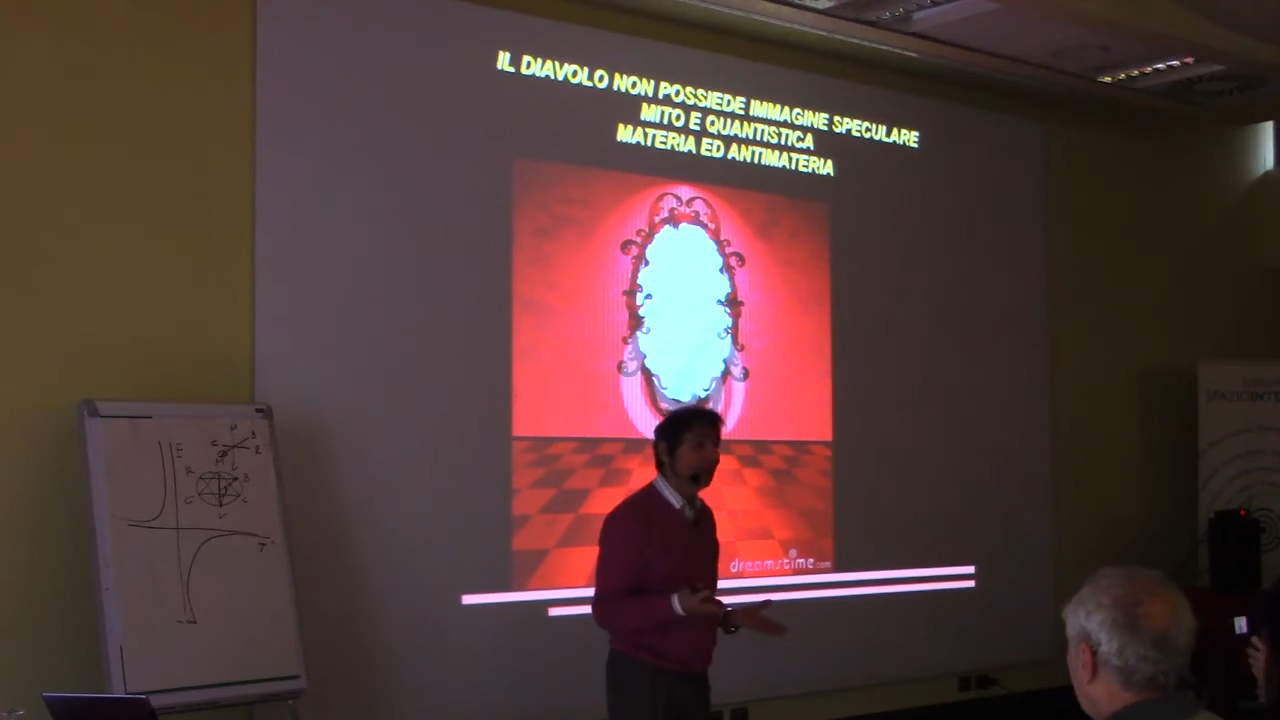 IL DIAVOLO NON POSSIEDE IMMAGINE SPECULARE
MITO E QUANTISTICA
MATERIA ED ANTIMATERIA
dreamstime.com